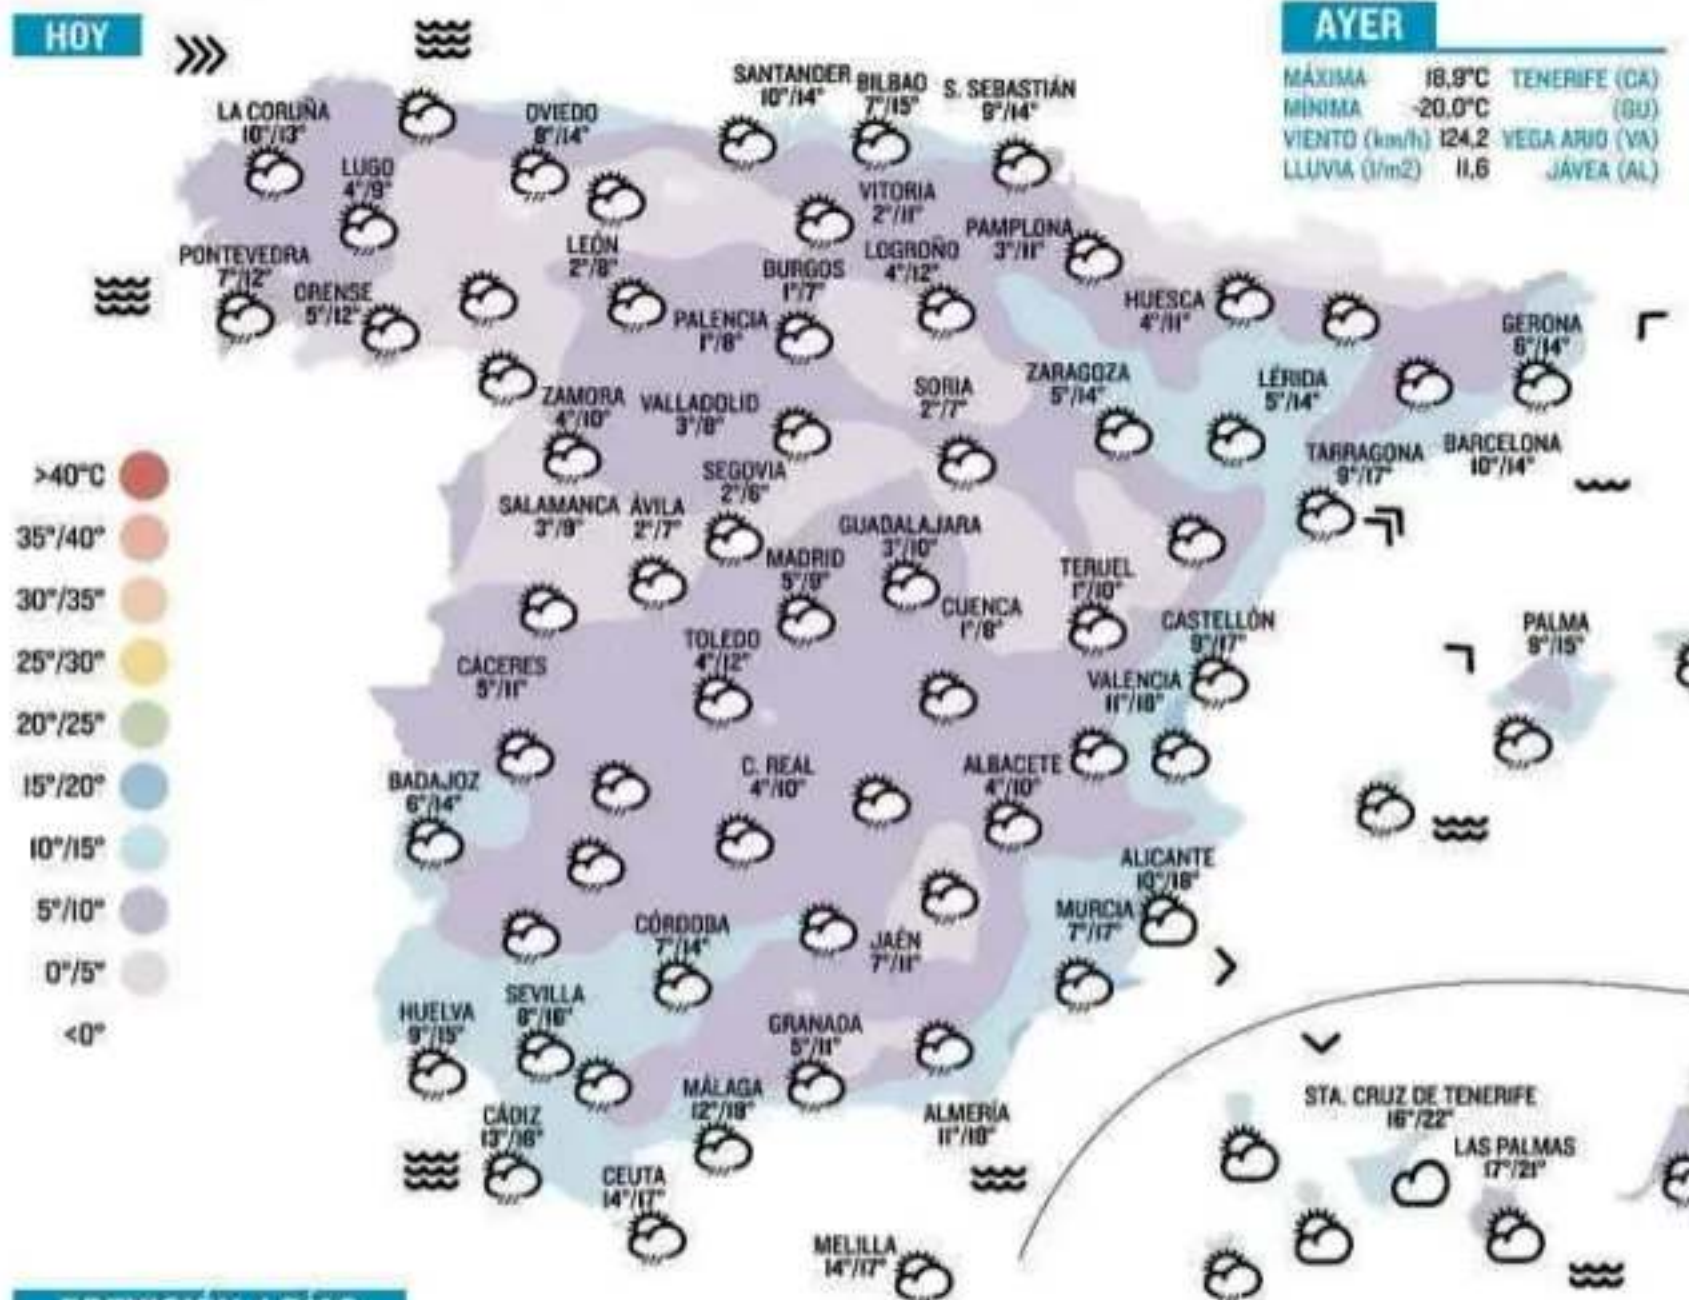 HOY
AYER
MÁXIMA 18,9°C TENERIFE (CA)
MÍNIMA -20,0°C (GU)
VIENTO (km/h) 124,2 VEGA ARIO (VA)
LLUVIA (l/m2) 11,6 JÁVEA (AL)
LA CORUÑA
10°/13°
LUGO
4°/9°
OVIEDO
8°/14°
SANTANDER
10°/14°
BILBAO
7°/15°
S. SEBASTIÁN
9°/14°
PONTEVEDRA
7°/12°
ORENSE
5°/12°
LEÓN
2°/8°
VITORIA
2°/11°
PAMPLONA
3°/11°
LOGROÑO
4°/12°
BURGOS
1°/7°
PALENCIA
1°/8°
HUESCA
4°/11°
GERONA
6°/14°
ZAMORA
4°/10°
VALLADOLID
3°/8°
SORIA
2°/7°
ZARAGOZA
5°/14°
LÉRIDA
5°/14°
BARCELONA
10°/14°
TARRAGONA
9°/17°
SEGOVIA
2°/6°
SALAMANCA
3°/9°
ÁVILA
2°/7°
GUADALAJARA
3°/10°
MADRID
5°/9°
TERUEL
1°/10°
CUENCA
1°/8°
CASTELLÓN
9°/17°
PALMA
9°/15°
TOLEDO
4°/12°
CÁCERES
5°/11°
VALENCIA
11°/18°
BADAJOZ
6°/14°
C. REAL
4°/10°
ALBACETE
4°/10°
ALICANTE
10°/18°
MURCIA
7°/17°
CÓRDOBA
7°/14°
JAÉN
7°/11°
HUELVA
9°/15°
SEVILLA
8°/16°
GRANADA
5°/11°
MÁLAGA
12°/18°
ALMERÍA
11°/18°
CÁDIZ
13°/16°
CEUTA
14°/17°
MELILLA
14°/17°
STA. CRUZ DE TENERIFE
16°/22°
LAS PALMAS
17°/21°
>40°C
35°/40°
30°/35°
25°/30°
20°/25°
15°/20°
10°/15°
5°/10°
0°/5°
<0°